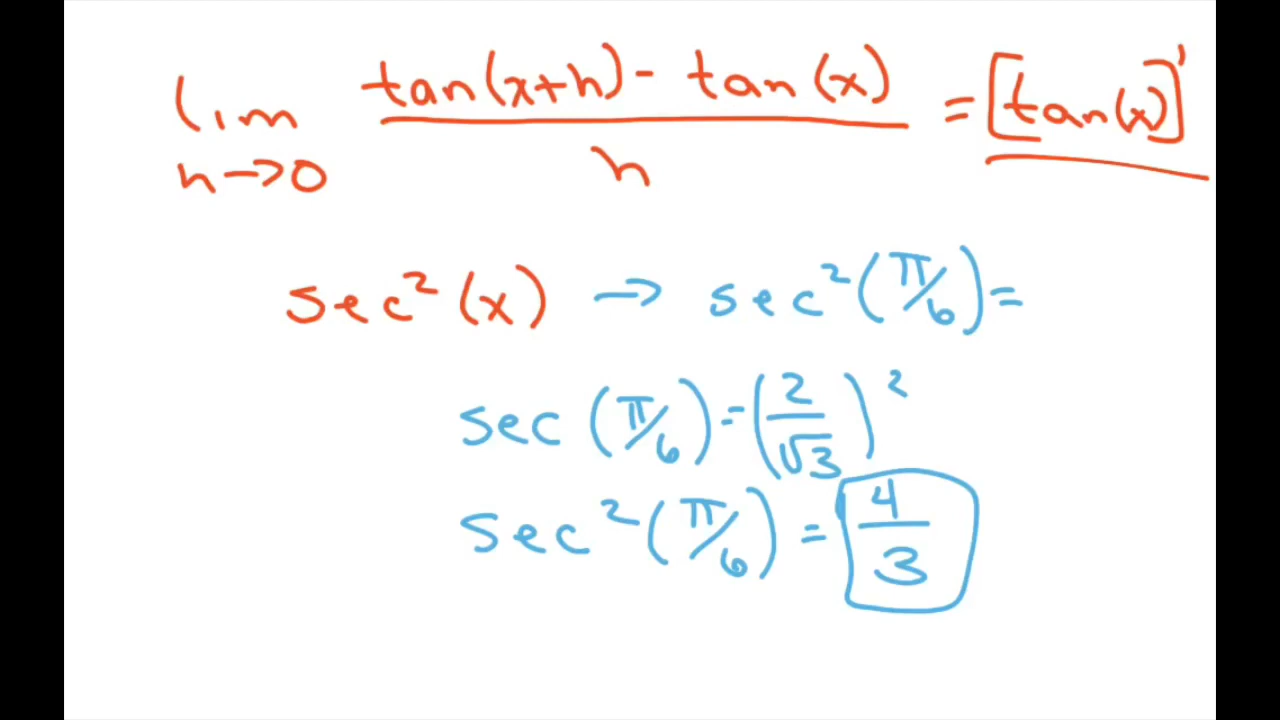 lim tan(x+h) - tan(x) = [tan(x)]'
h→0 h
sec²(x) → sec²(π/6) =
sec(π/6) = (2/√3)²
sec²(π/6) = 4/3